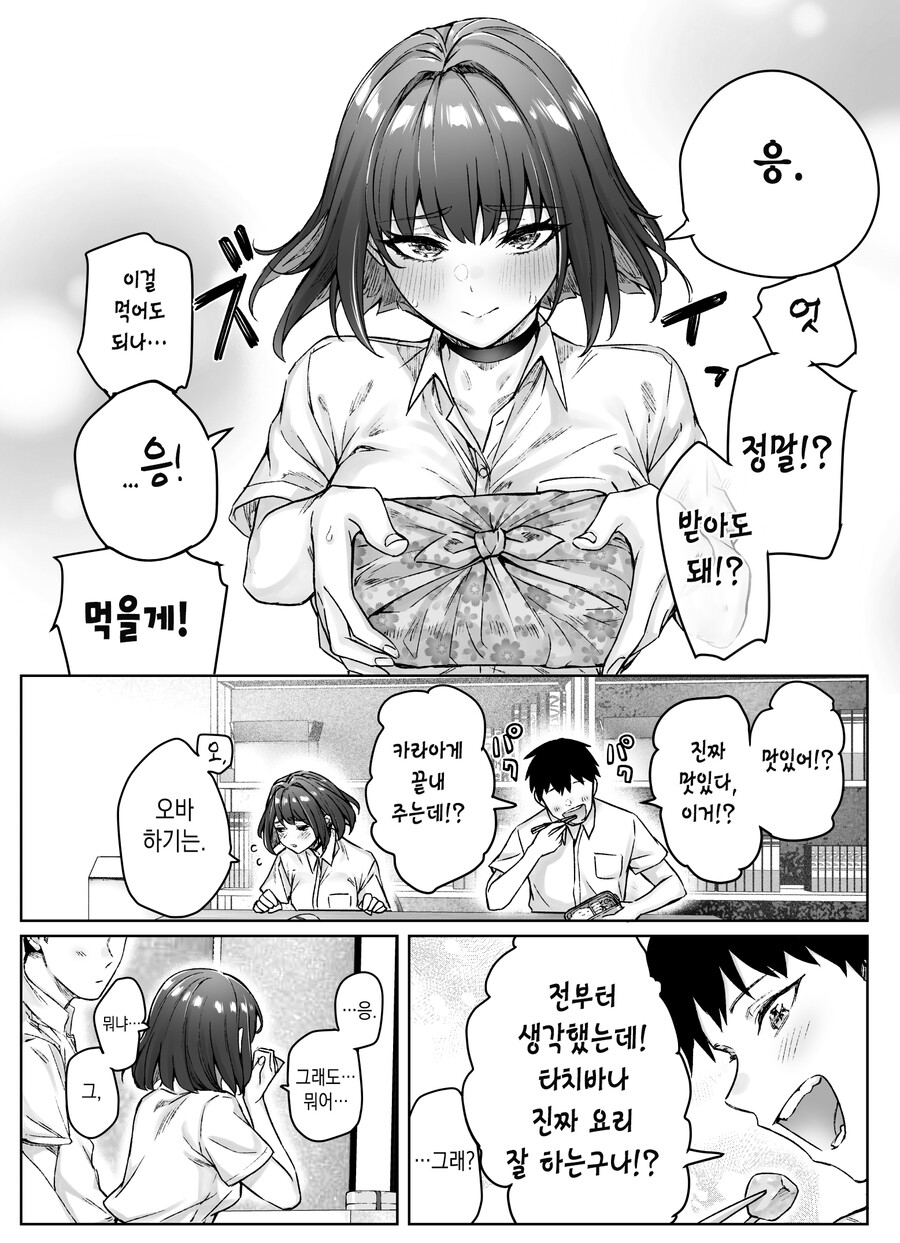 응.
엇
정말!?
받아도
돼!?
이걸
먹어도
되나…
…응!
먹을게!
맛있어!?
진짜
맛있다,
이거!?
パク
パク
카라아게
끝내
주는데!?
오,
오바
하기는.
전부터
생각했는데!
타치바나
진짜 요리
잘 하는구나!?
…그래?
…응.
그래도…
뭐어…
뭐냐…
그,